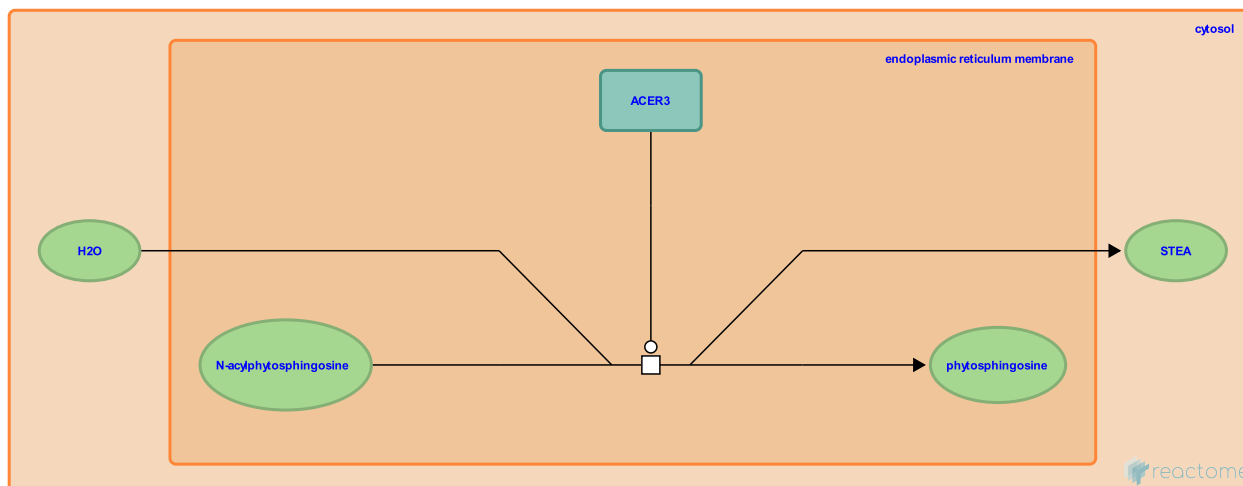 cytosol
endoplasmic reticulum membrane
ACER3
H2O
STEA
N-acylphytosphingosine
phytosphingosine
reactome